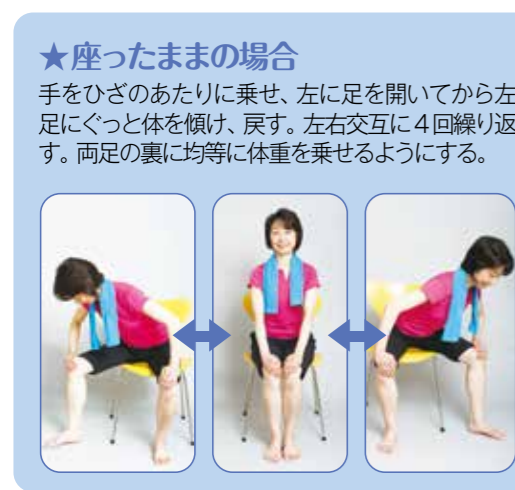 ★座ったままの場合
手をひざのあたりに乗せ、左に足を開いてから左
足にぐっと体を傾け、戻す。左右交互に4回繰り返
す。両足の裏に均等に体重を乗せるようにする。